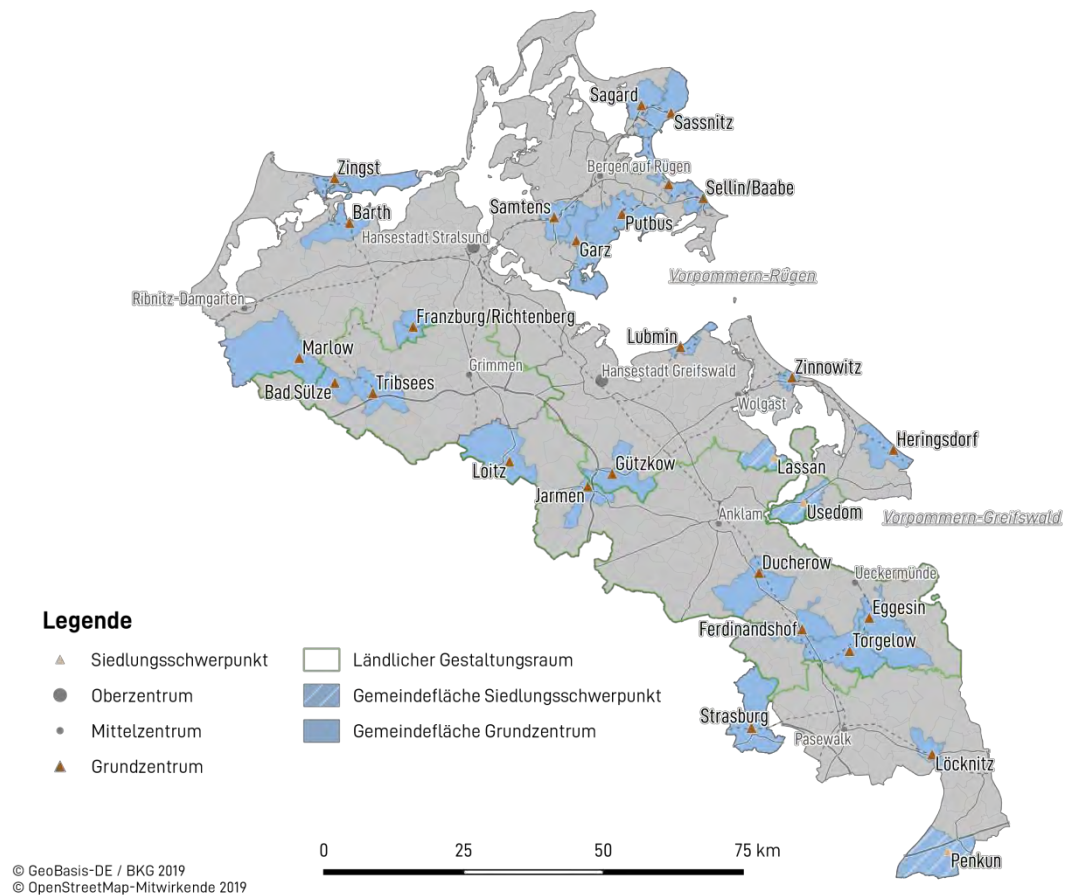 Sagard
Sassnitz
Bergen auf Rügen
Zingst
Sellin/Baabe
Samtens
Barth
Putbus
Hansestadt Stralsund
Garz
Vorpommern-Rügen
Ribnitz-Damgarten
Franzburg/Richtenberg
Lubmin
Marlow
Grimmen
Hansestadt Greifswald
Zinnowitz
Bad Sülze
Tribsees
Wolgast
Heringsdorf
Loitz
Gützkow
Lassan
Jarmen
Anklam
Usedom
Vorpommern-Greifswald
Ducherow
Ueckermünde
Eggesin
Ferdinandshof
Torgelow
Strasburg
Pasewalk
Löcknitz
Penkun
Legende
Siedlungsschwerpunkt
Oberzentrum
Mittelzentrum
Grundzentrum
Ländlicher Gestaltungsraum
Gemeindefläche Siedlungsschwerpunkt
Gemeindefläche Grundzentrum
0 25 50 75 km
© GeoBasis-DE / BKG 2019
© OpenStreetMap-Mitwirkende 2019